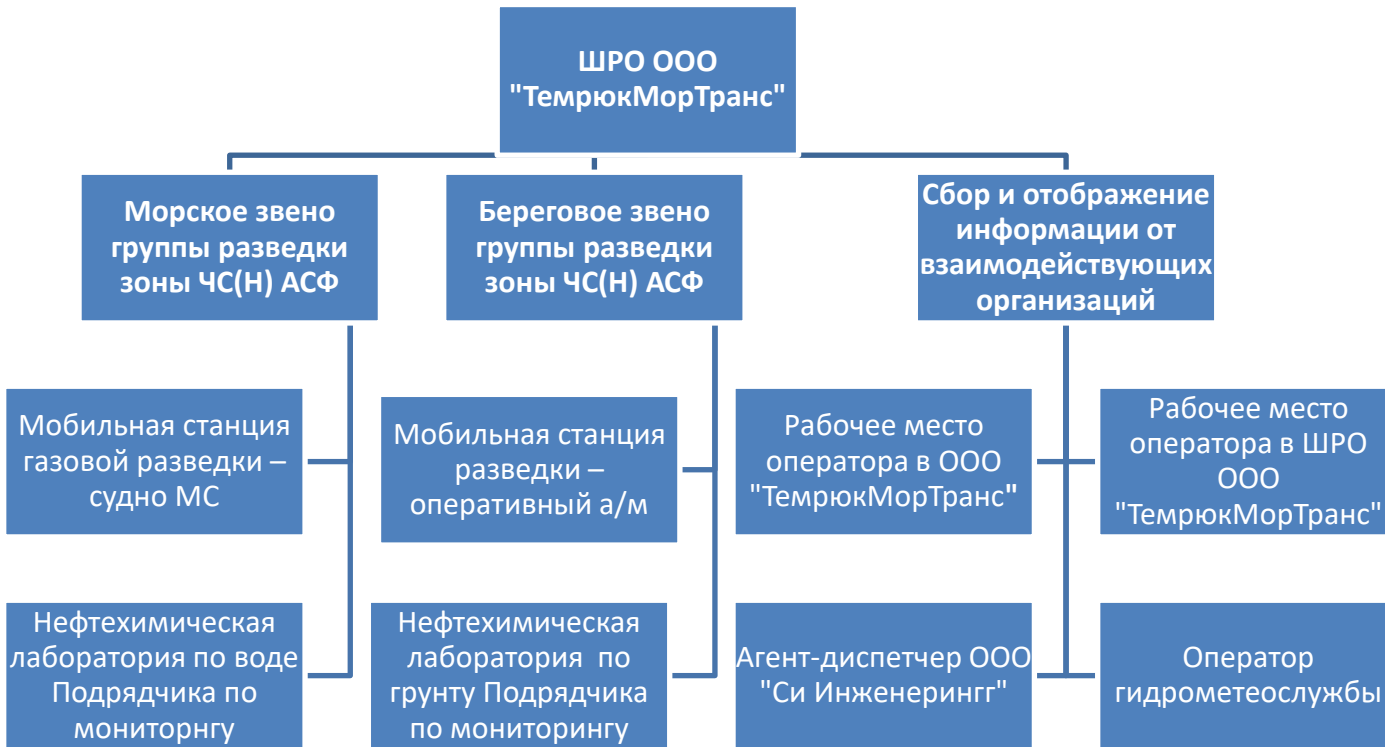 ШРО ООО
"ТемрюкМорТранс"
Морское звено
группы разведки
зоны ЧС(Н) АСФ
Береговое звено
группы разведки
зоны ЧС(Н) АСФ
Сбор и отображение
информации от
взаимодействующих
организаций
Мобильная станция
газовой разведки –
судно МС
Мобильная станция
разведки –
оперативный а/м
Рабочее место
оператора в ООО
"ТемрюкМорТранс"
Рабочее место
оператора в ШРО
ООО
"ТемрюкМорТранс"
Нефтехимическая
лаборатория по воде
Подрядчика по
мониторнгу
Нефтехимическая
лаборатория по
грунту Подрядчика
по мониторингу
Агент-диспетчер ООО
"Си Инженерингг"
Оператор
гидрометеослужбы